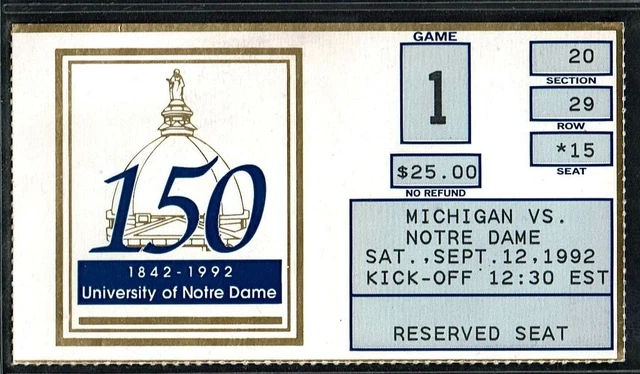 150
1842-1992
University of Notre Dame
GAME
1
$25.00
NO REFUND
20
SECTION
29
ROW
*15
SEAT
MICHIGAN VS.
NOTRE DAME
SAT.,SEPT.12,1992
KICK-OFF 12:30 EST
RESERVED SEAT